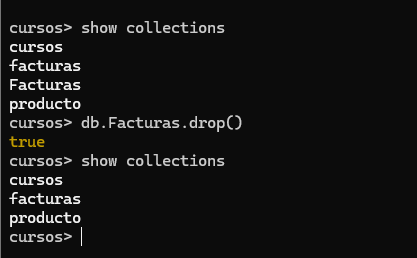 cursos> show collections
cursos
facturas
Facturas
producto
cursos> db.Facturas.drop()
true
cursos> show collections
cursos
facturas
producto
cursos>